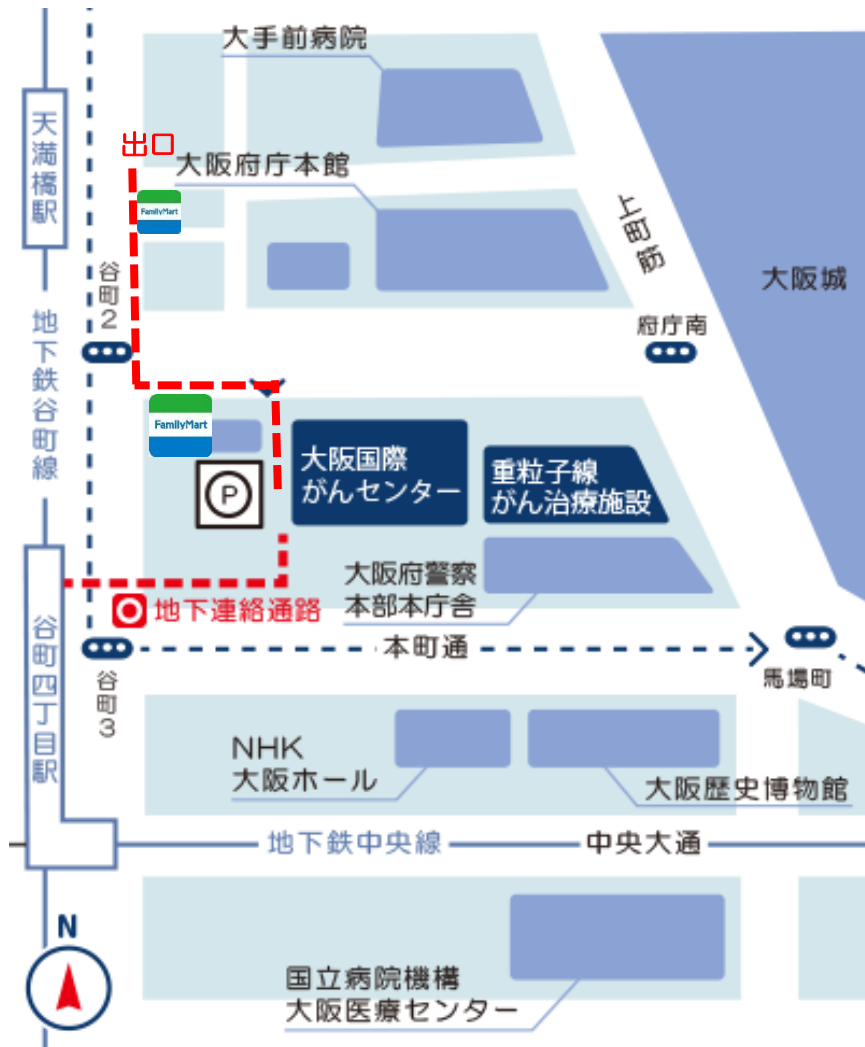 大手前病院
天満橋駅
出口
大阪府庁本館
FamilyMart
上町筋
大阪城
谷町2
府庁南
地下鉄谷町線
FamilyMart
大阪国際
がんセンター
重粒子線
がん治療施設
P
大阪府警察
本部本庁舎
地下連絡通路
谷町四丁目駅
本町通
馬場町
谷町3
NHK
大阪ホール
大阪歴史博物館
地下鉄中央線
中央大通
N
国立病院機構
大阪医療センター